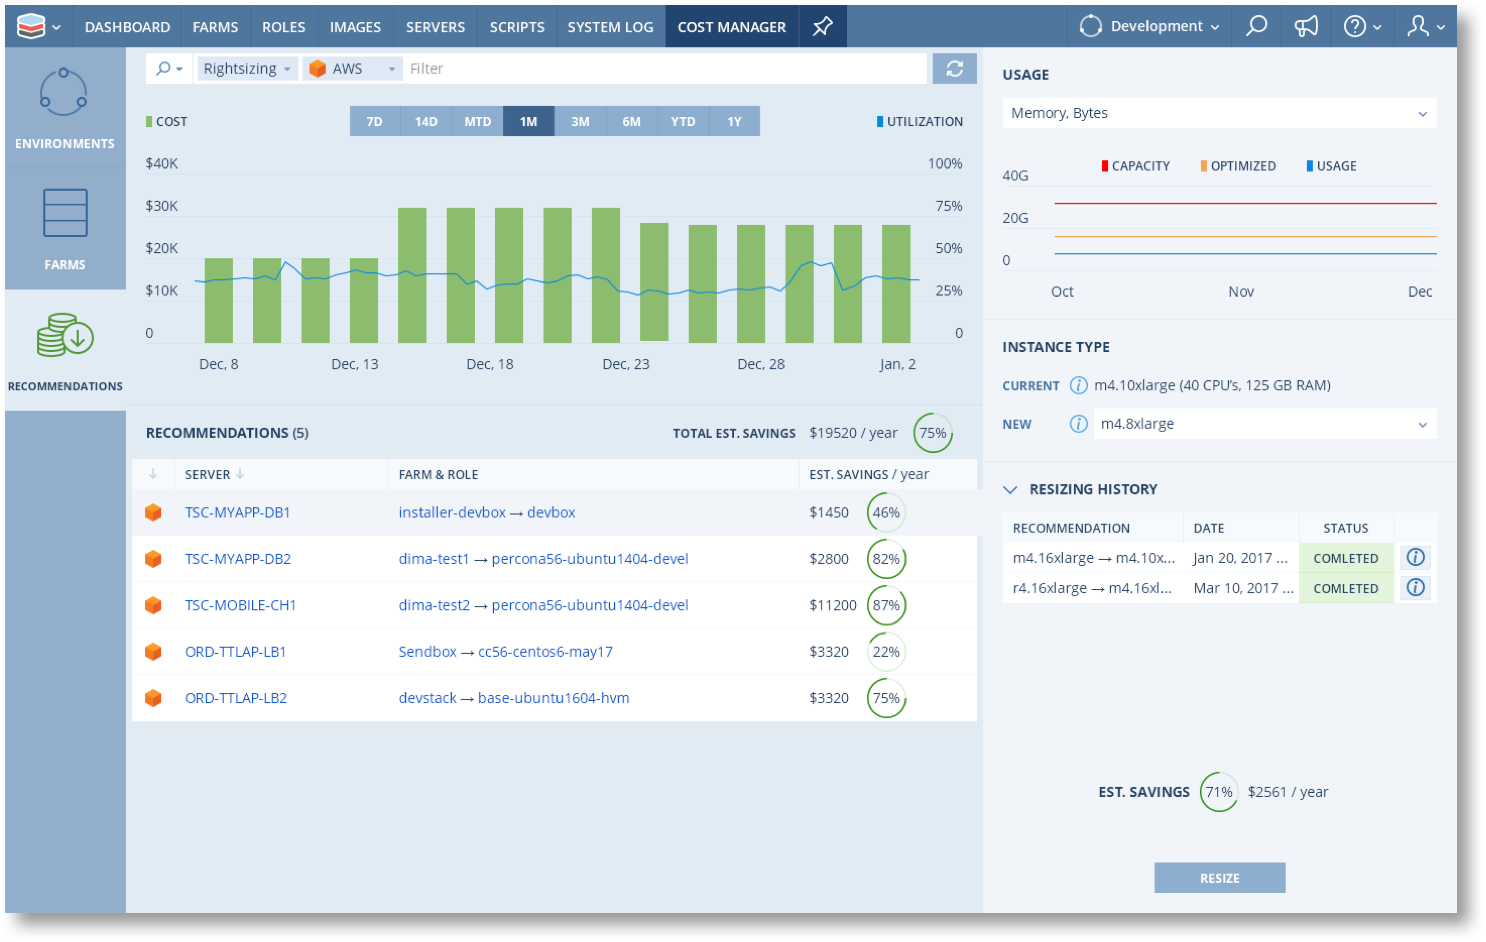 DASHBOARD FARMS ROLES IMAGES SERVERS SCRIPTS SYSTEM LOG COST MANAGER Development
ENVIRONMENTS
FARMS
RECOMMENDATIONS
Rightsizing AWS Filter
COST 7D 14D MTD 1M 3M 6M YTD 1Y UTILIZATION
$40K 100%
$30K 75%
$20K 50%
$10K 25%
0 0
Dec, 8 Dec, 13 Dec, 18 Dec, 23 Dec, 28 Jan, 2
RECOMMENDATIONS (5) TOTAL EST. SAVINGS $19520 / year 75%
SERVER FARM & ROLE EST. SAVINGS / year
TSC-MYAPP-DB1 installer-devbox → devbox $1450 46%
TSC-MYAPP-DB2 dima-test1 → percona56-ubuntu1404-devel $2800 82%
TSC-MOBILE-CH1 dima-test2 → percona56-ubuntu1404-devel $11200 87%
ORD-TTLAP-LB1 Sendbox → cc56-centos6-may17 $3320 22%
ORD-TTLAP-LB2 devstack → base-ubuntu1604-hvm $3320 75%
USAGE
Memory, Bytes
CAPACITY OPTIMIZED USAGE
40G
20G
0
Oct Nov Dec
INSTANCE TYPE
CURRENT m4.10xlarge (40 CPU's, 125 GB RAM)
NEW m4.8xlarge
RESIZING HISTORY
RECOMMENDATION DATE STATUS
m4.16xlarge → m4.10x... Jan 20, 2017 ... COMLETED
r4.16xlarge → m4.16xl... Mar 10, 2017 ... COMLETED
EST. SAVINGS 71% $2561 / year
RESIZE